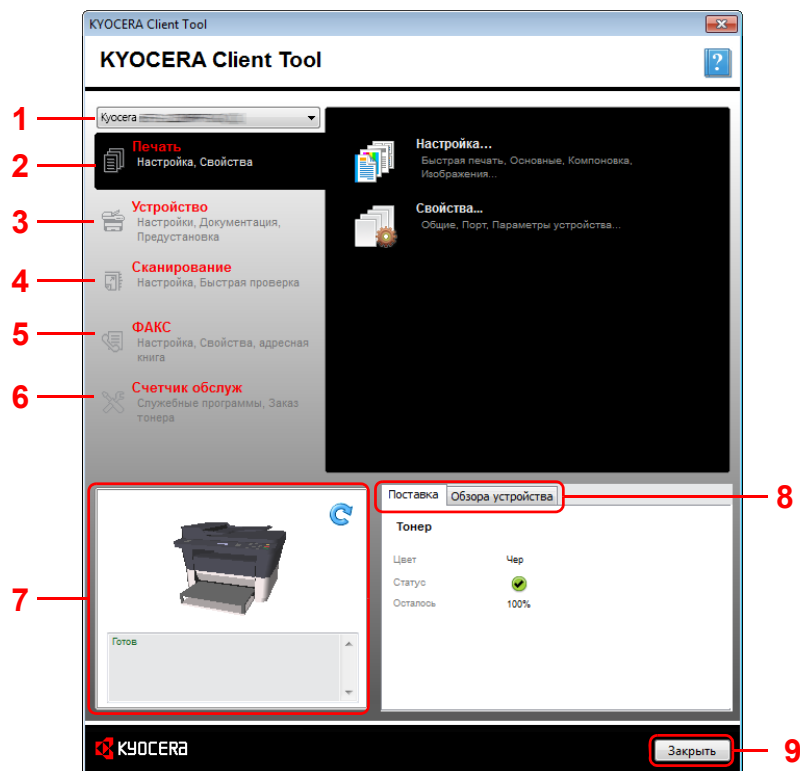 KYOCERA Client Tool
KYOCERA Client Tool
?
1
Kyocera
2
Печать
Настройка, Свойства
3
Устройство
Настройки, Документация,
Предустановка
4
Сканирование
Настройка, Быстрая проверка
5
ФАКС
Настройка, Свойства, адресная
книга
6
Счетчик обслуж
Служебные программы, Заказ
тонера
Настройка...
Быстрая печать, Основные, Компоновка,
Изображения...
Свойства...
Общие, Порт, Параметры устройства...
7
Готов
Поставка
Обзора устройства
8
Тонер
Цвет Чер
Статус
Осталось 100%
KYOCERA
Закрыть
9